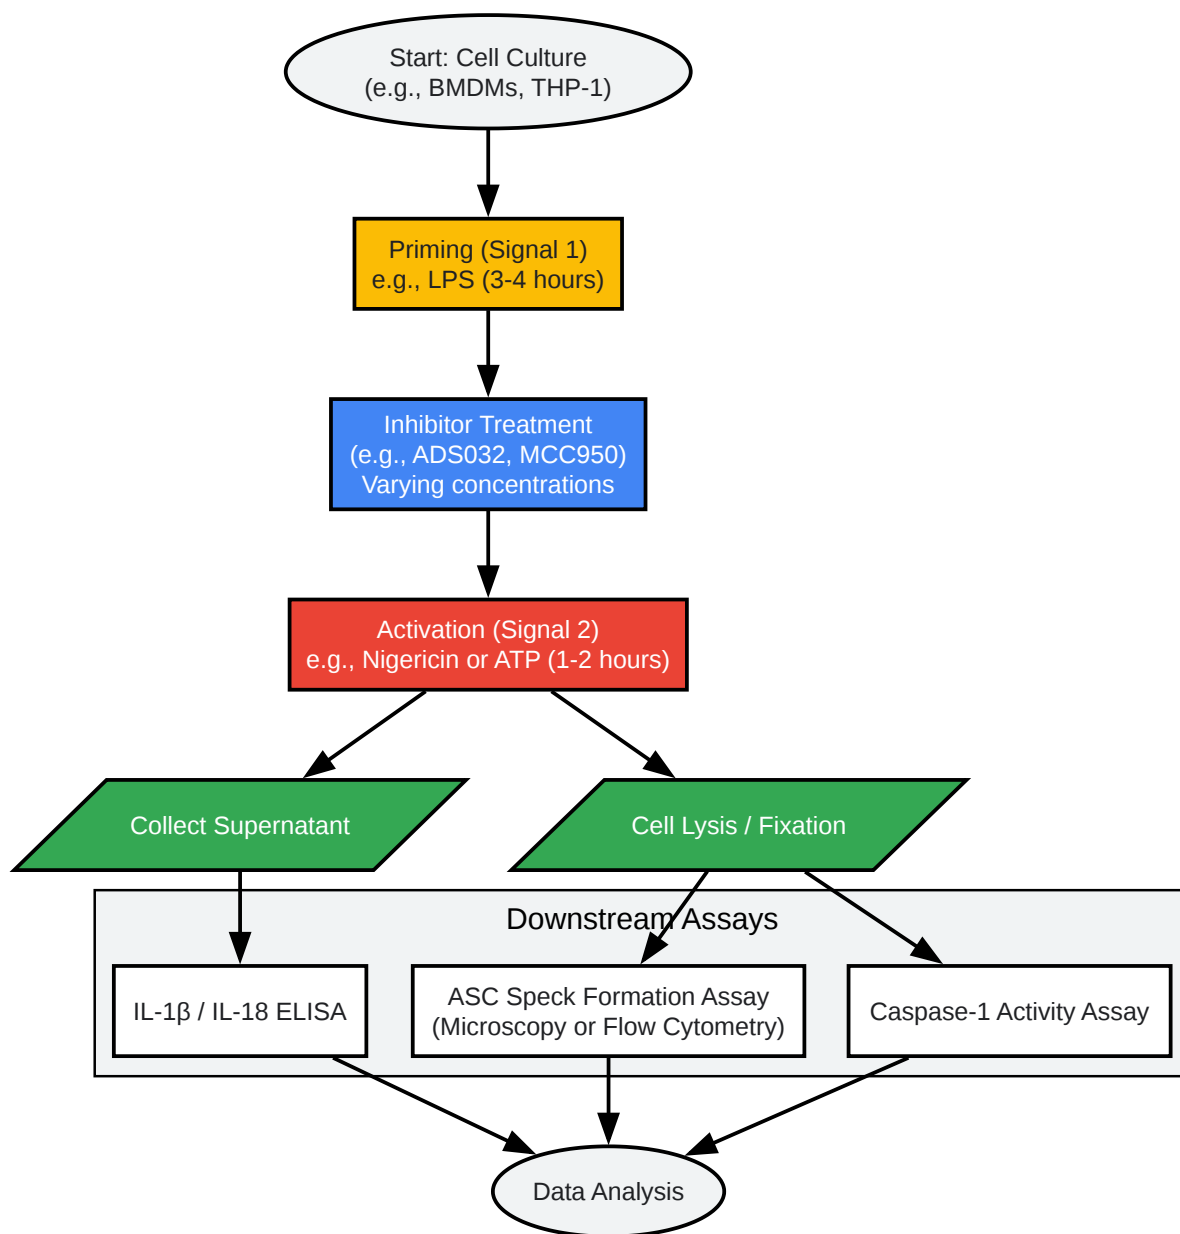 Start: Cell Culture
(e.g., BMDMs, THP-1)
Priming (Signal 1)
e.g., LPS (3-4 hours)
Inhibitor Treatment
(e.g., ADS032, MCC950)
Varying concentrations
Activation (Signal 2)
e.g., Nigericin or ATP (1-2 hours)
Collect Supernatant
Cell Lysis / Fixation
Downstream Assays
IL-1β / IL-18 ELISA
ASC Speck Formation Assay
(Microscopy or Flow Cytometry)
Caspase-1 Activity Assay
Data Analysis